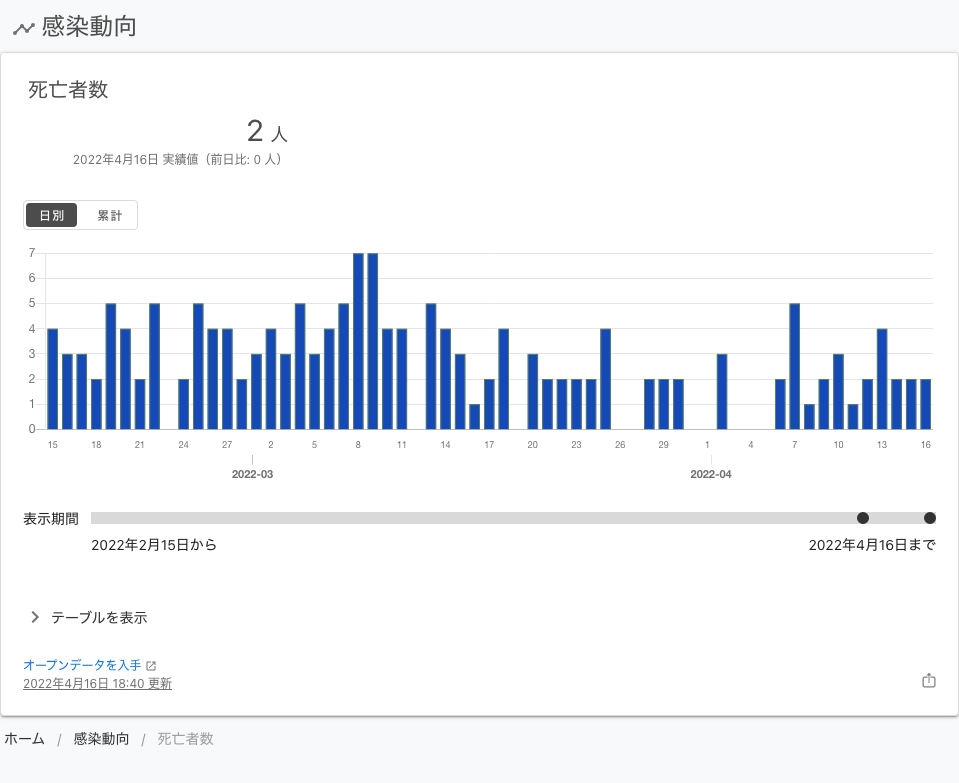 感染動向
死亡者数
2 人
2022年4月16日 実績値（前日比: 0 人）
日別 累計
7
6
5
4
3
2
1
0
15 18 21 24 27 2 5 8 11 14 17 20 23 26 29 1 4 7 10 13 16
2022-03 2022-04
表示期間
2022年2月15日から 2022年4月16日まで
テーブルを表示
オープンデータを入手
2022年4月16日 18:40 更新
ホーム / 感染動向 / 死亡者数